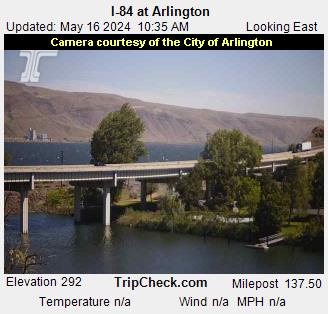 I-84 at Arlington
Updated: May 16 2024 10:35 AM Looking East
Camera courtesy of the City of Arlington
Elevation 292 TripCheck.com Milepost 137.50
Temperature n/a Wind n/a MPH n/a